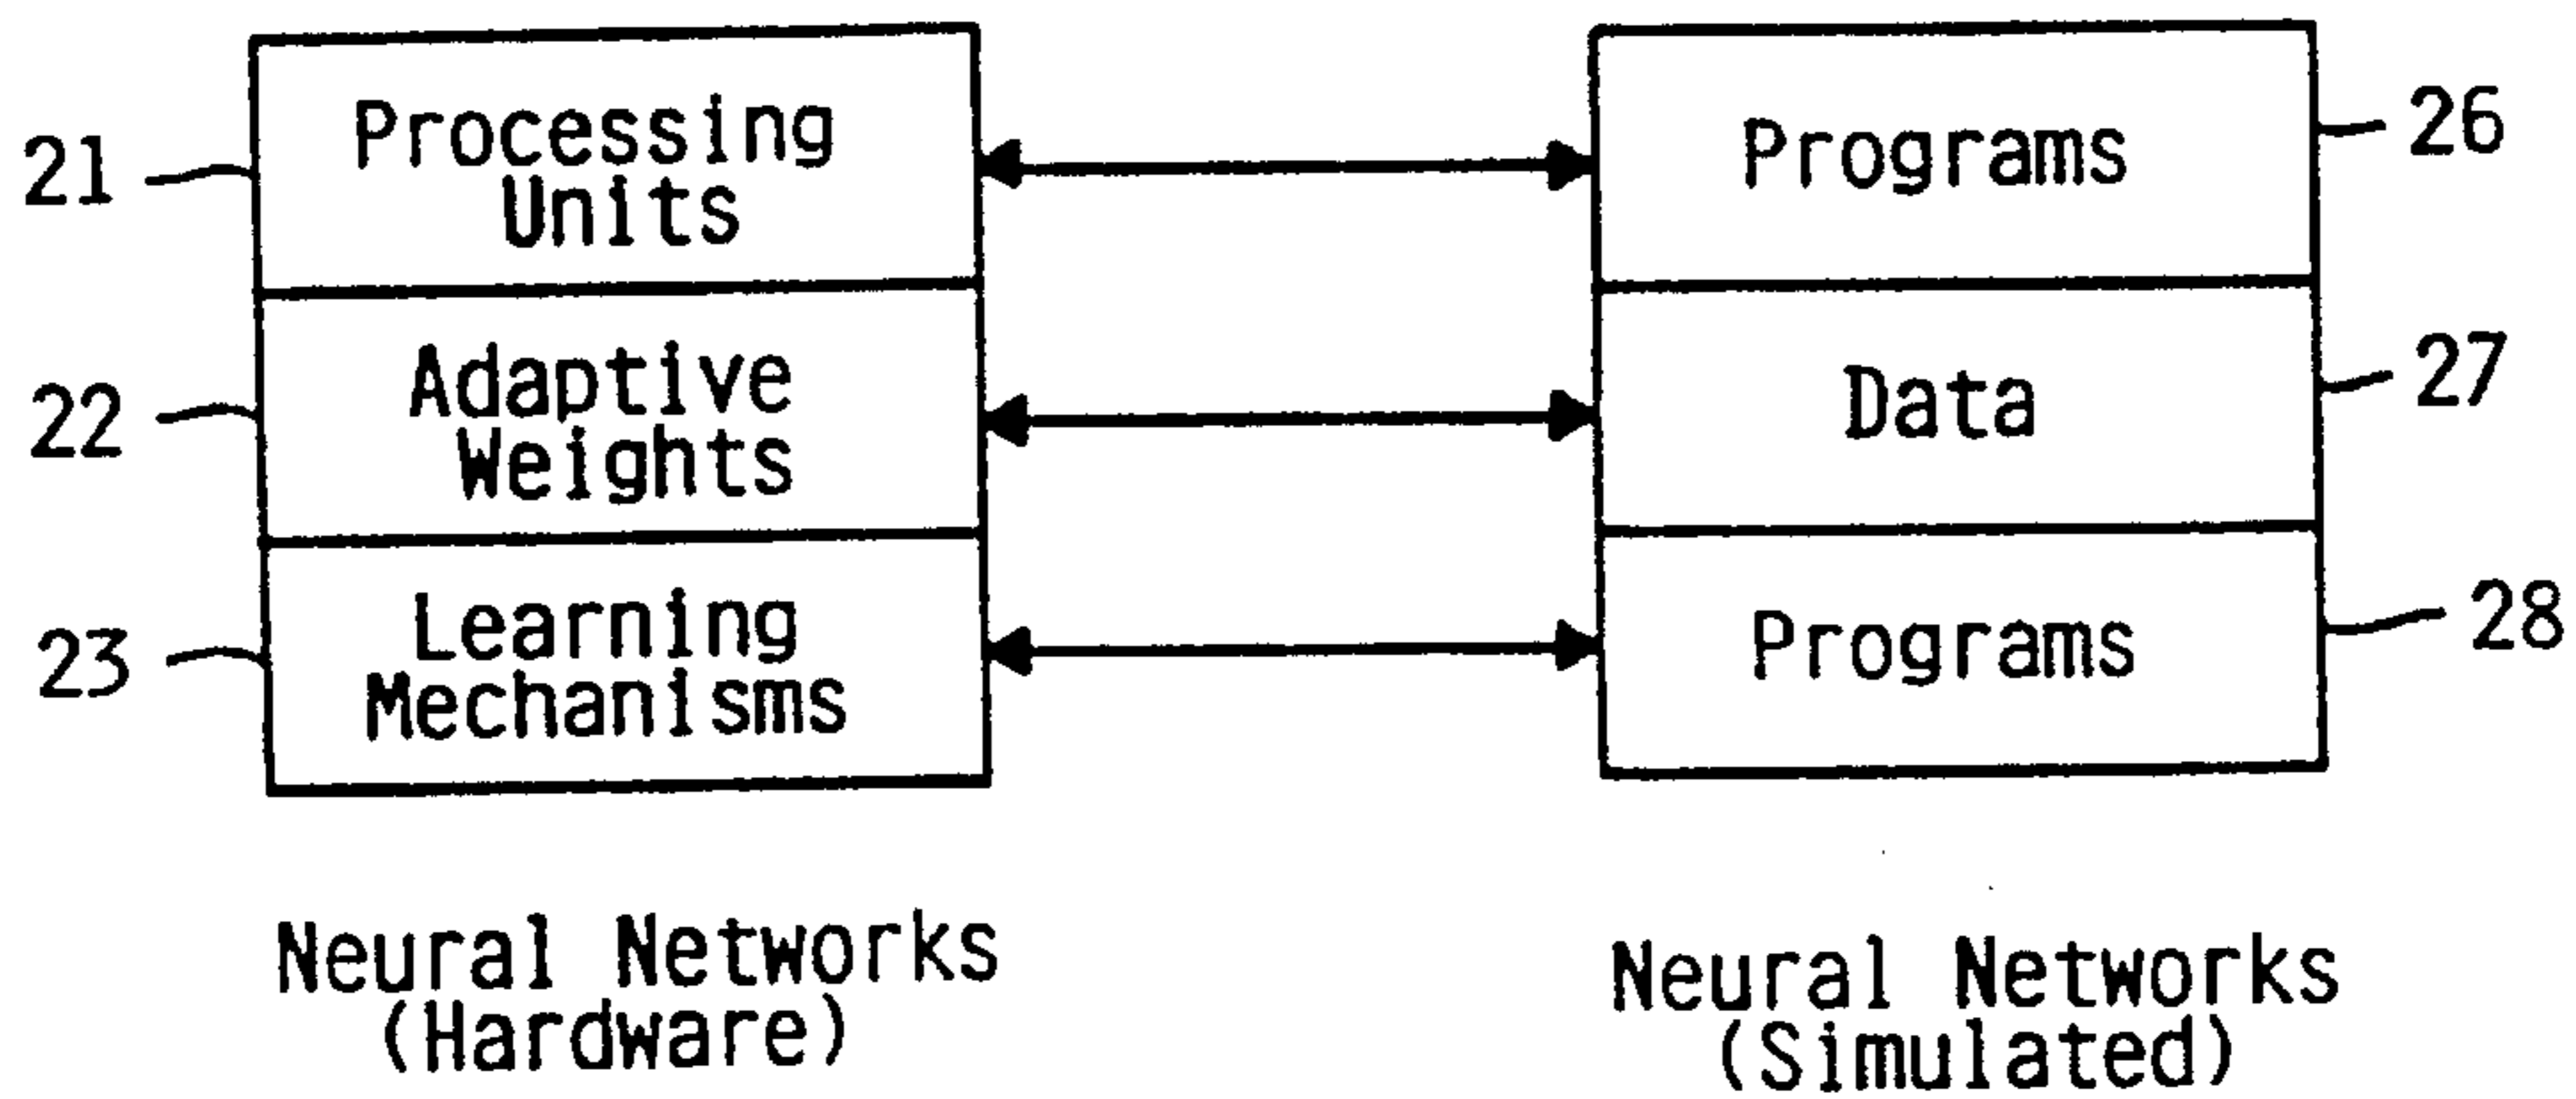 21
Processing
Units
22
Adaptive
Weights
23
Learning
Mechanisms
Neural Networks
(Hardware)
Programs
26
Data
27
Programs
28
Neural Networks
(Simulated)